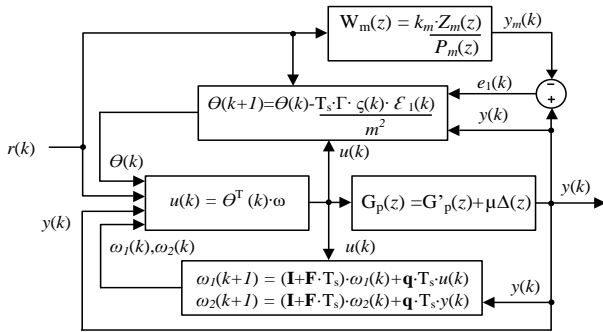 W_m(z) = k_m·Z_m(z)
P_m(z)
y_m(k)
-
+
e_1(k)
ϴ(k+1)=ϴ(k)-T_s·Γ· ς(k)· ε_1(k)
m²
y(k)
r(k)
ϴ(k)
u(k)
u(k) = ϴ^T (k)·ω
G_p(z) =G'_p(z)+μΔ(z)
y(k)
y(k)
ω_1(k),ω_2(k)
u(k)
ω_1(k+1) = (I+F·T_s)·ω_1(k)+q·T_s·u(k)
ω_2(k+1) = (I+F·T_s)·ω_2(k)+q·T_s·y(k)
y(k)